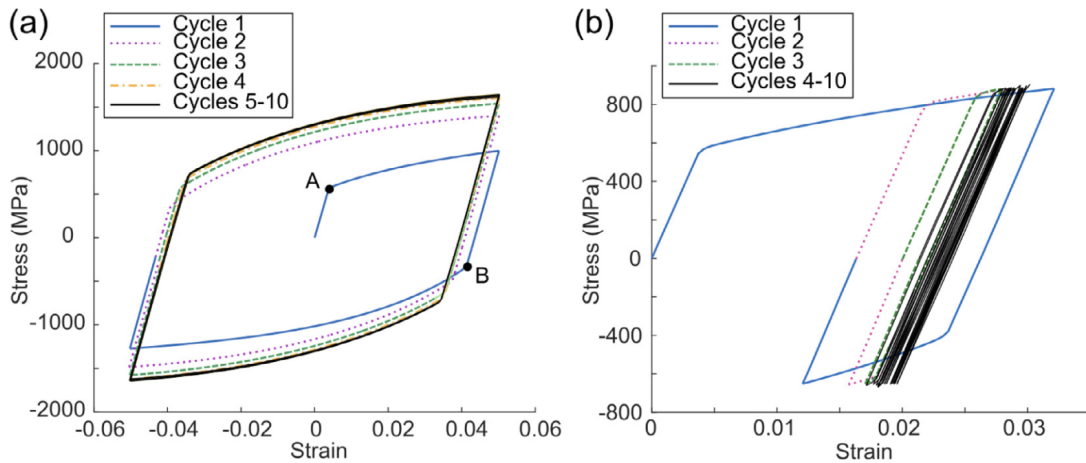 (a)
Cycle 1
Cycle 2
Cycle 3
Cycle 4
Cycles 5-10
2000
1000
0
-1000
-2000
Stress (MPa)
A
B
-0.06
-0.04
-0.02
0
0.02
0.04
0.06
Strain
(b)
Cycle 1
Cycle 2
Cycle 3
Cycles 4-10
800
400
0
-400
-800
Stress (MPa)
0
0.01
0.02
0.03
Strain